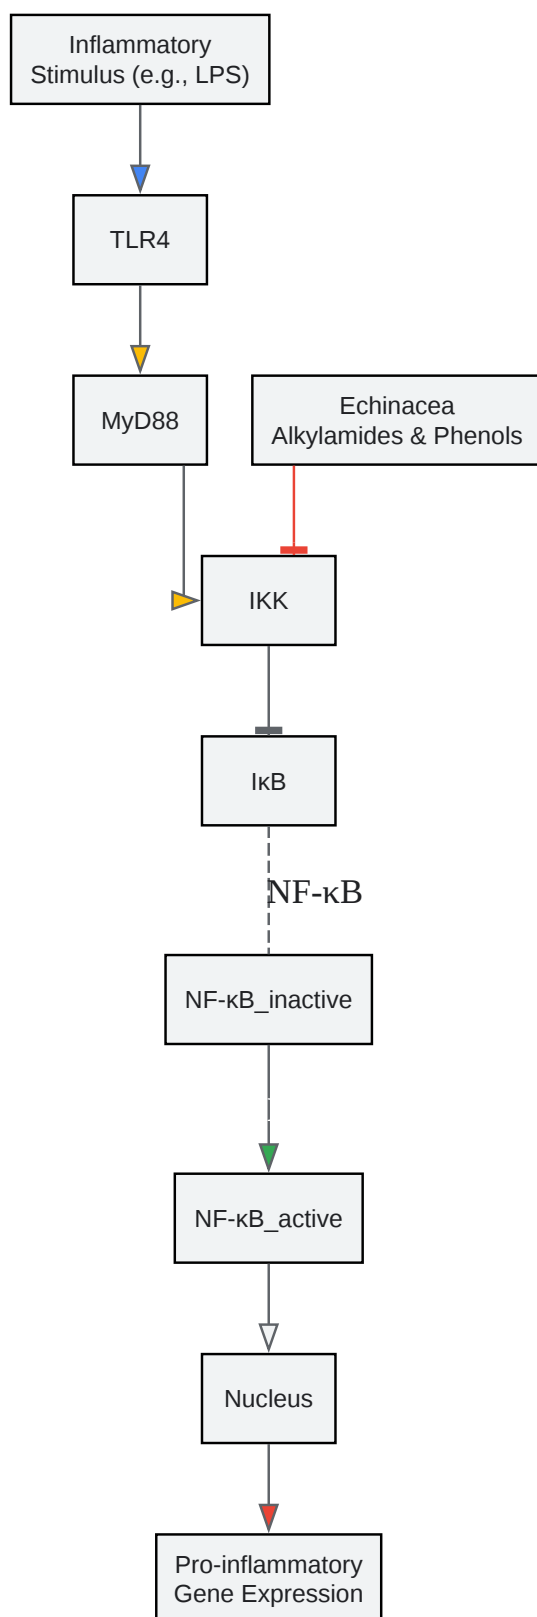 Inflammatory
Stimulus (e.g., LPS)
TLR4
MyD88
Echinacea
Alkylamides & Phenols
IKK
IκB
NF-κB
NF-κB_inactive
NF-κB_active
Nucleus
Pro-inflammatory
Gene Expression